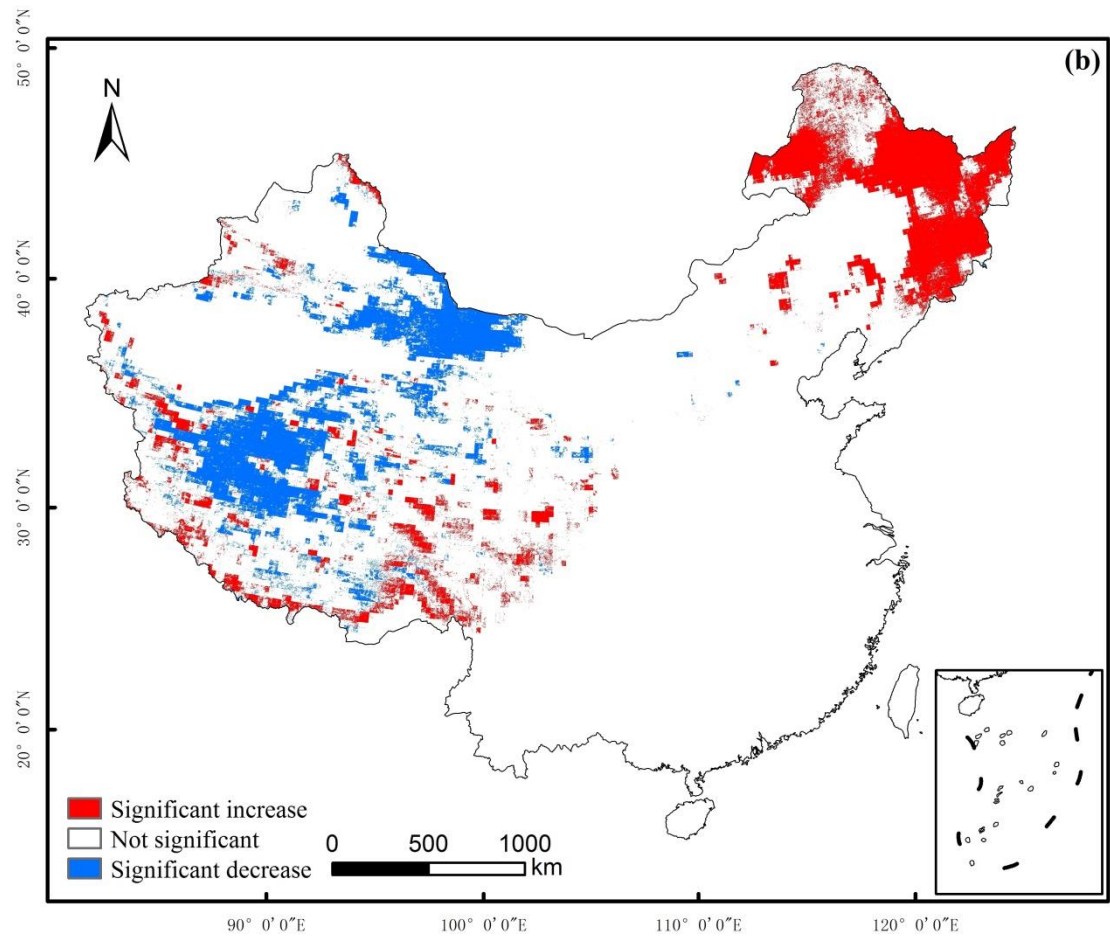 (b)
N
50° 0'0"N
40° 0'0"N
30° 0'0"N
20° 0'0"N
Significant increase
Not significant
Significant decrease
0 500 1000
km
90° 0'0"E 100° 0'0"E 110° 0'0"E 120° 0'0"E